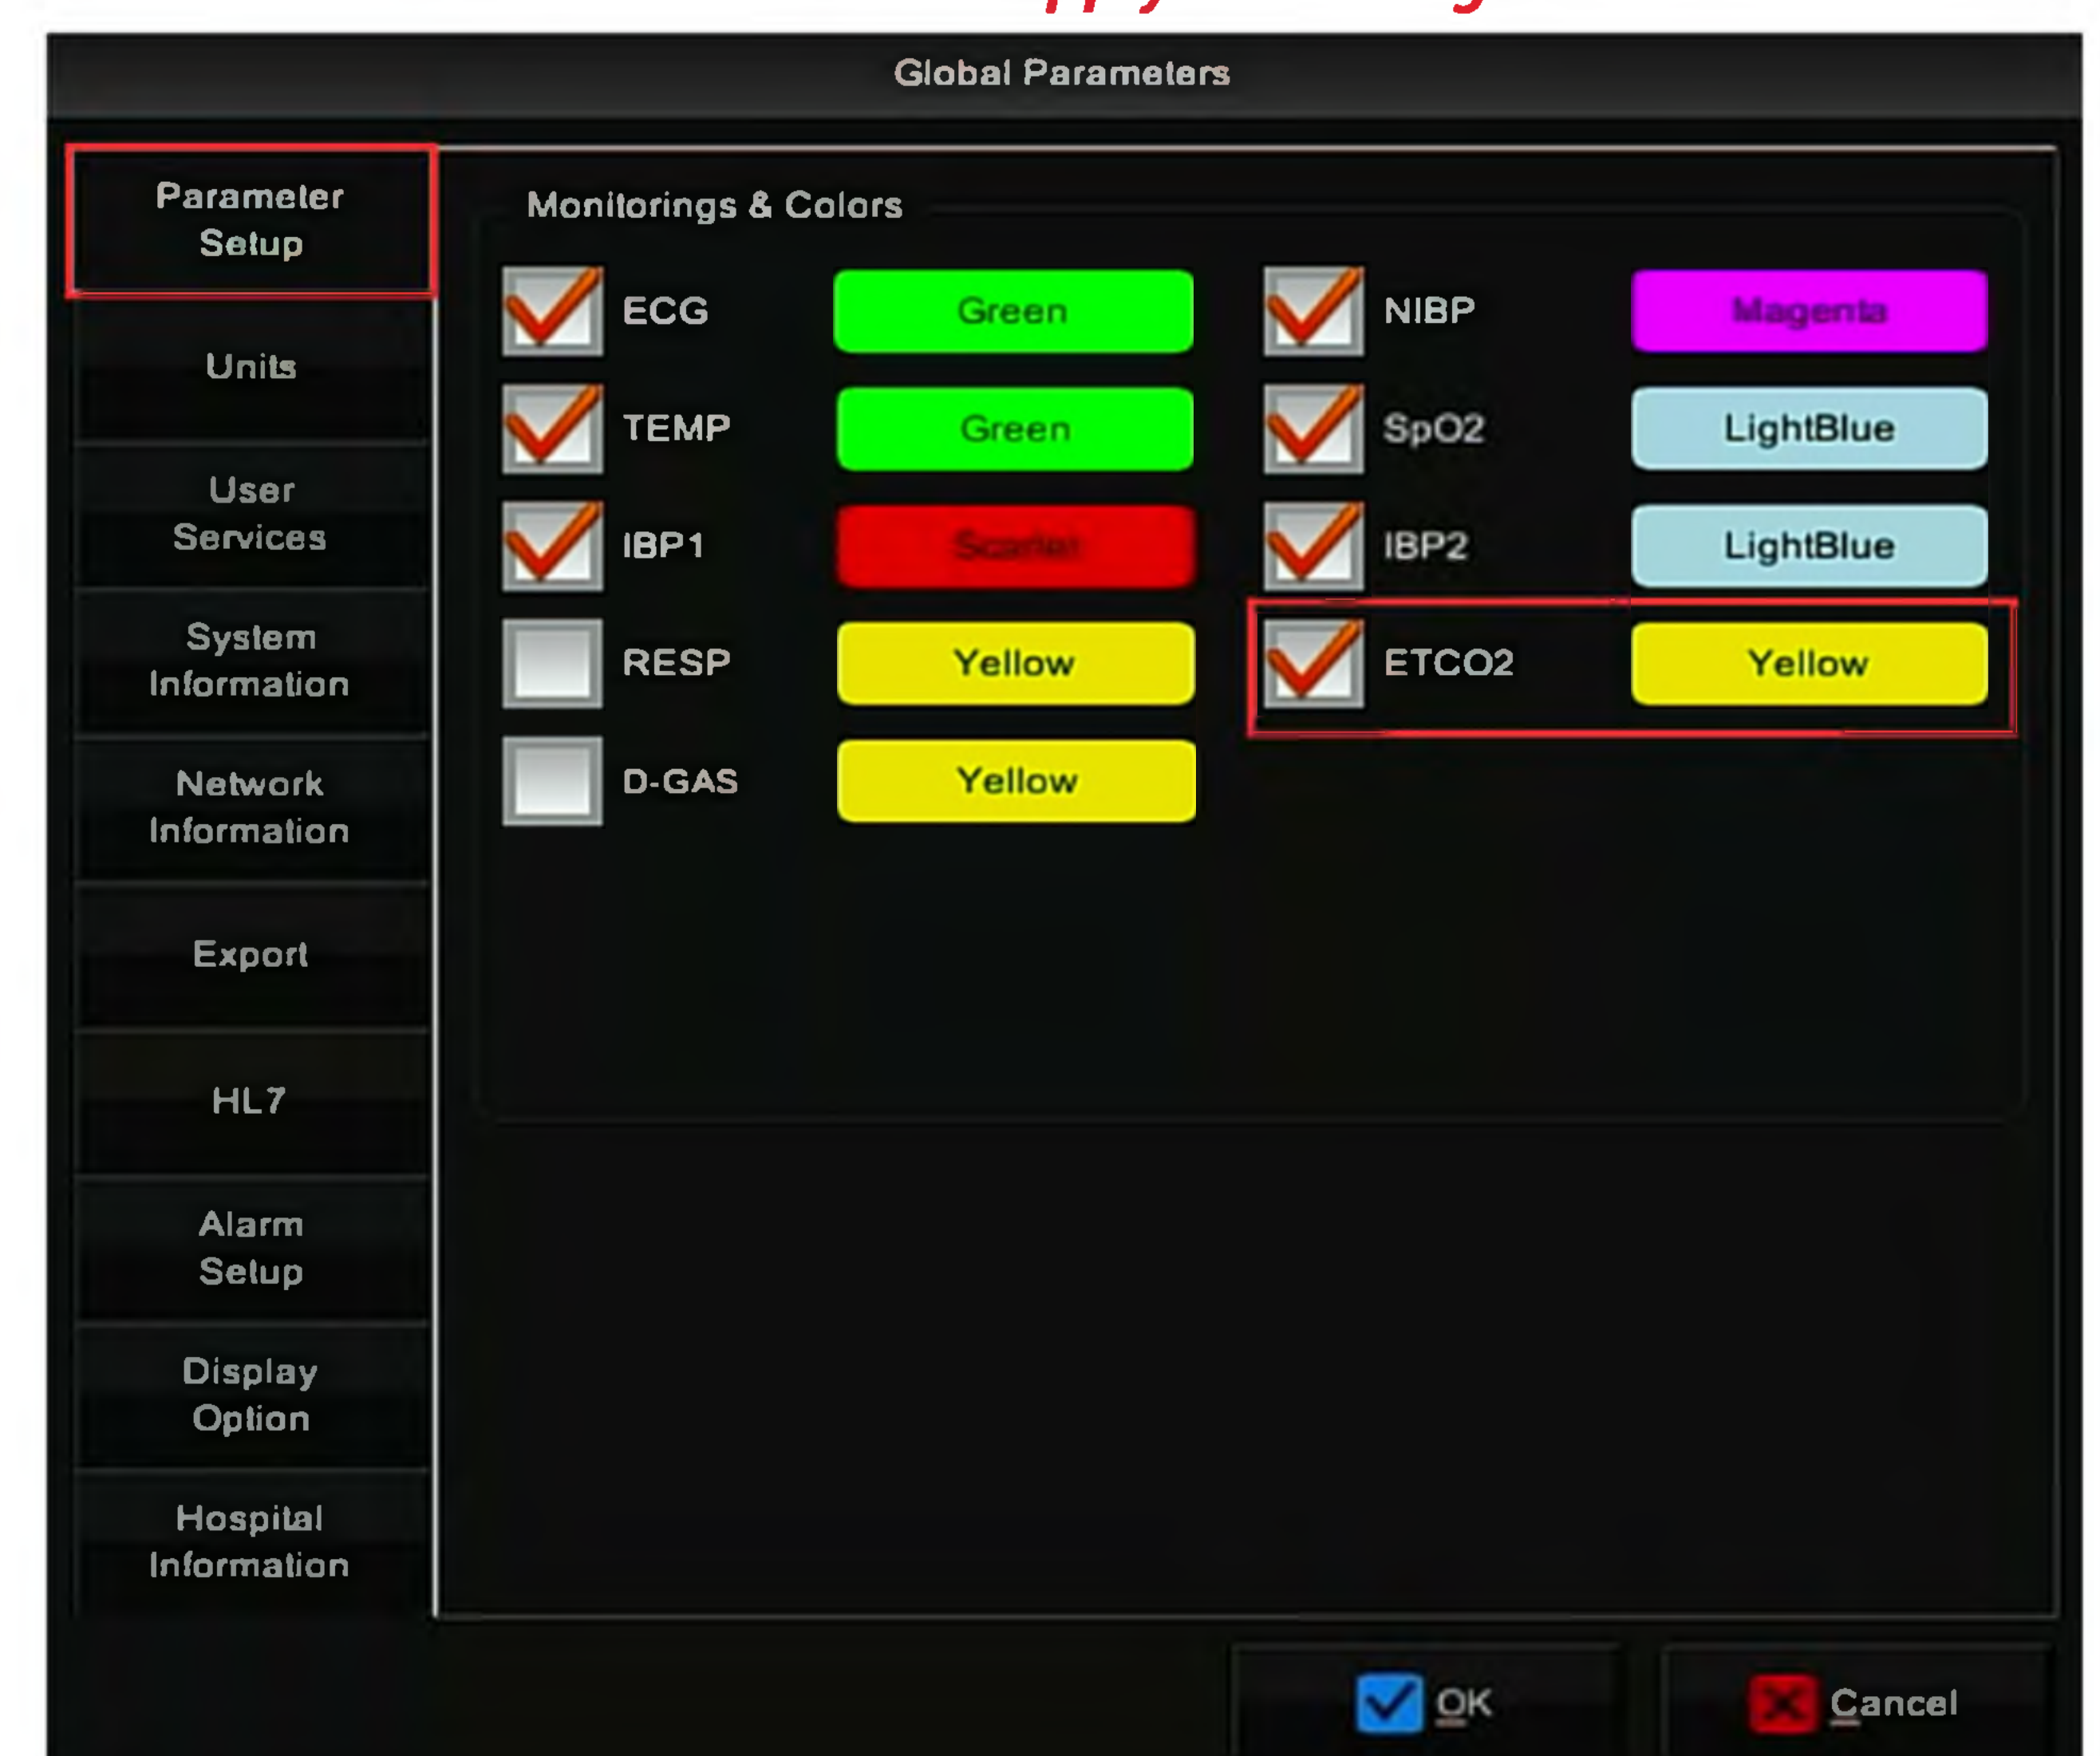 Global Parameters
Parameter
Setup
Units
User
Services
System
Information
Network
Information
Export
HL7
Alarm
Setup
Display
Option
Hospital
Information
Monitorings & Colors
ECG Green NIBP Magenta
TEMP Green SpO2 LightBlue
IBP1 Scarlet IBP2 LightBlue
RESP Yellow ETCO2 Yellow
D-GAS Yellow
OK Cancel